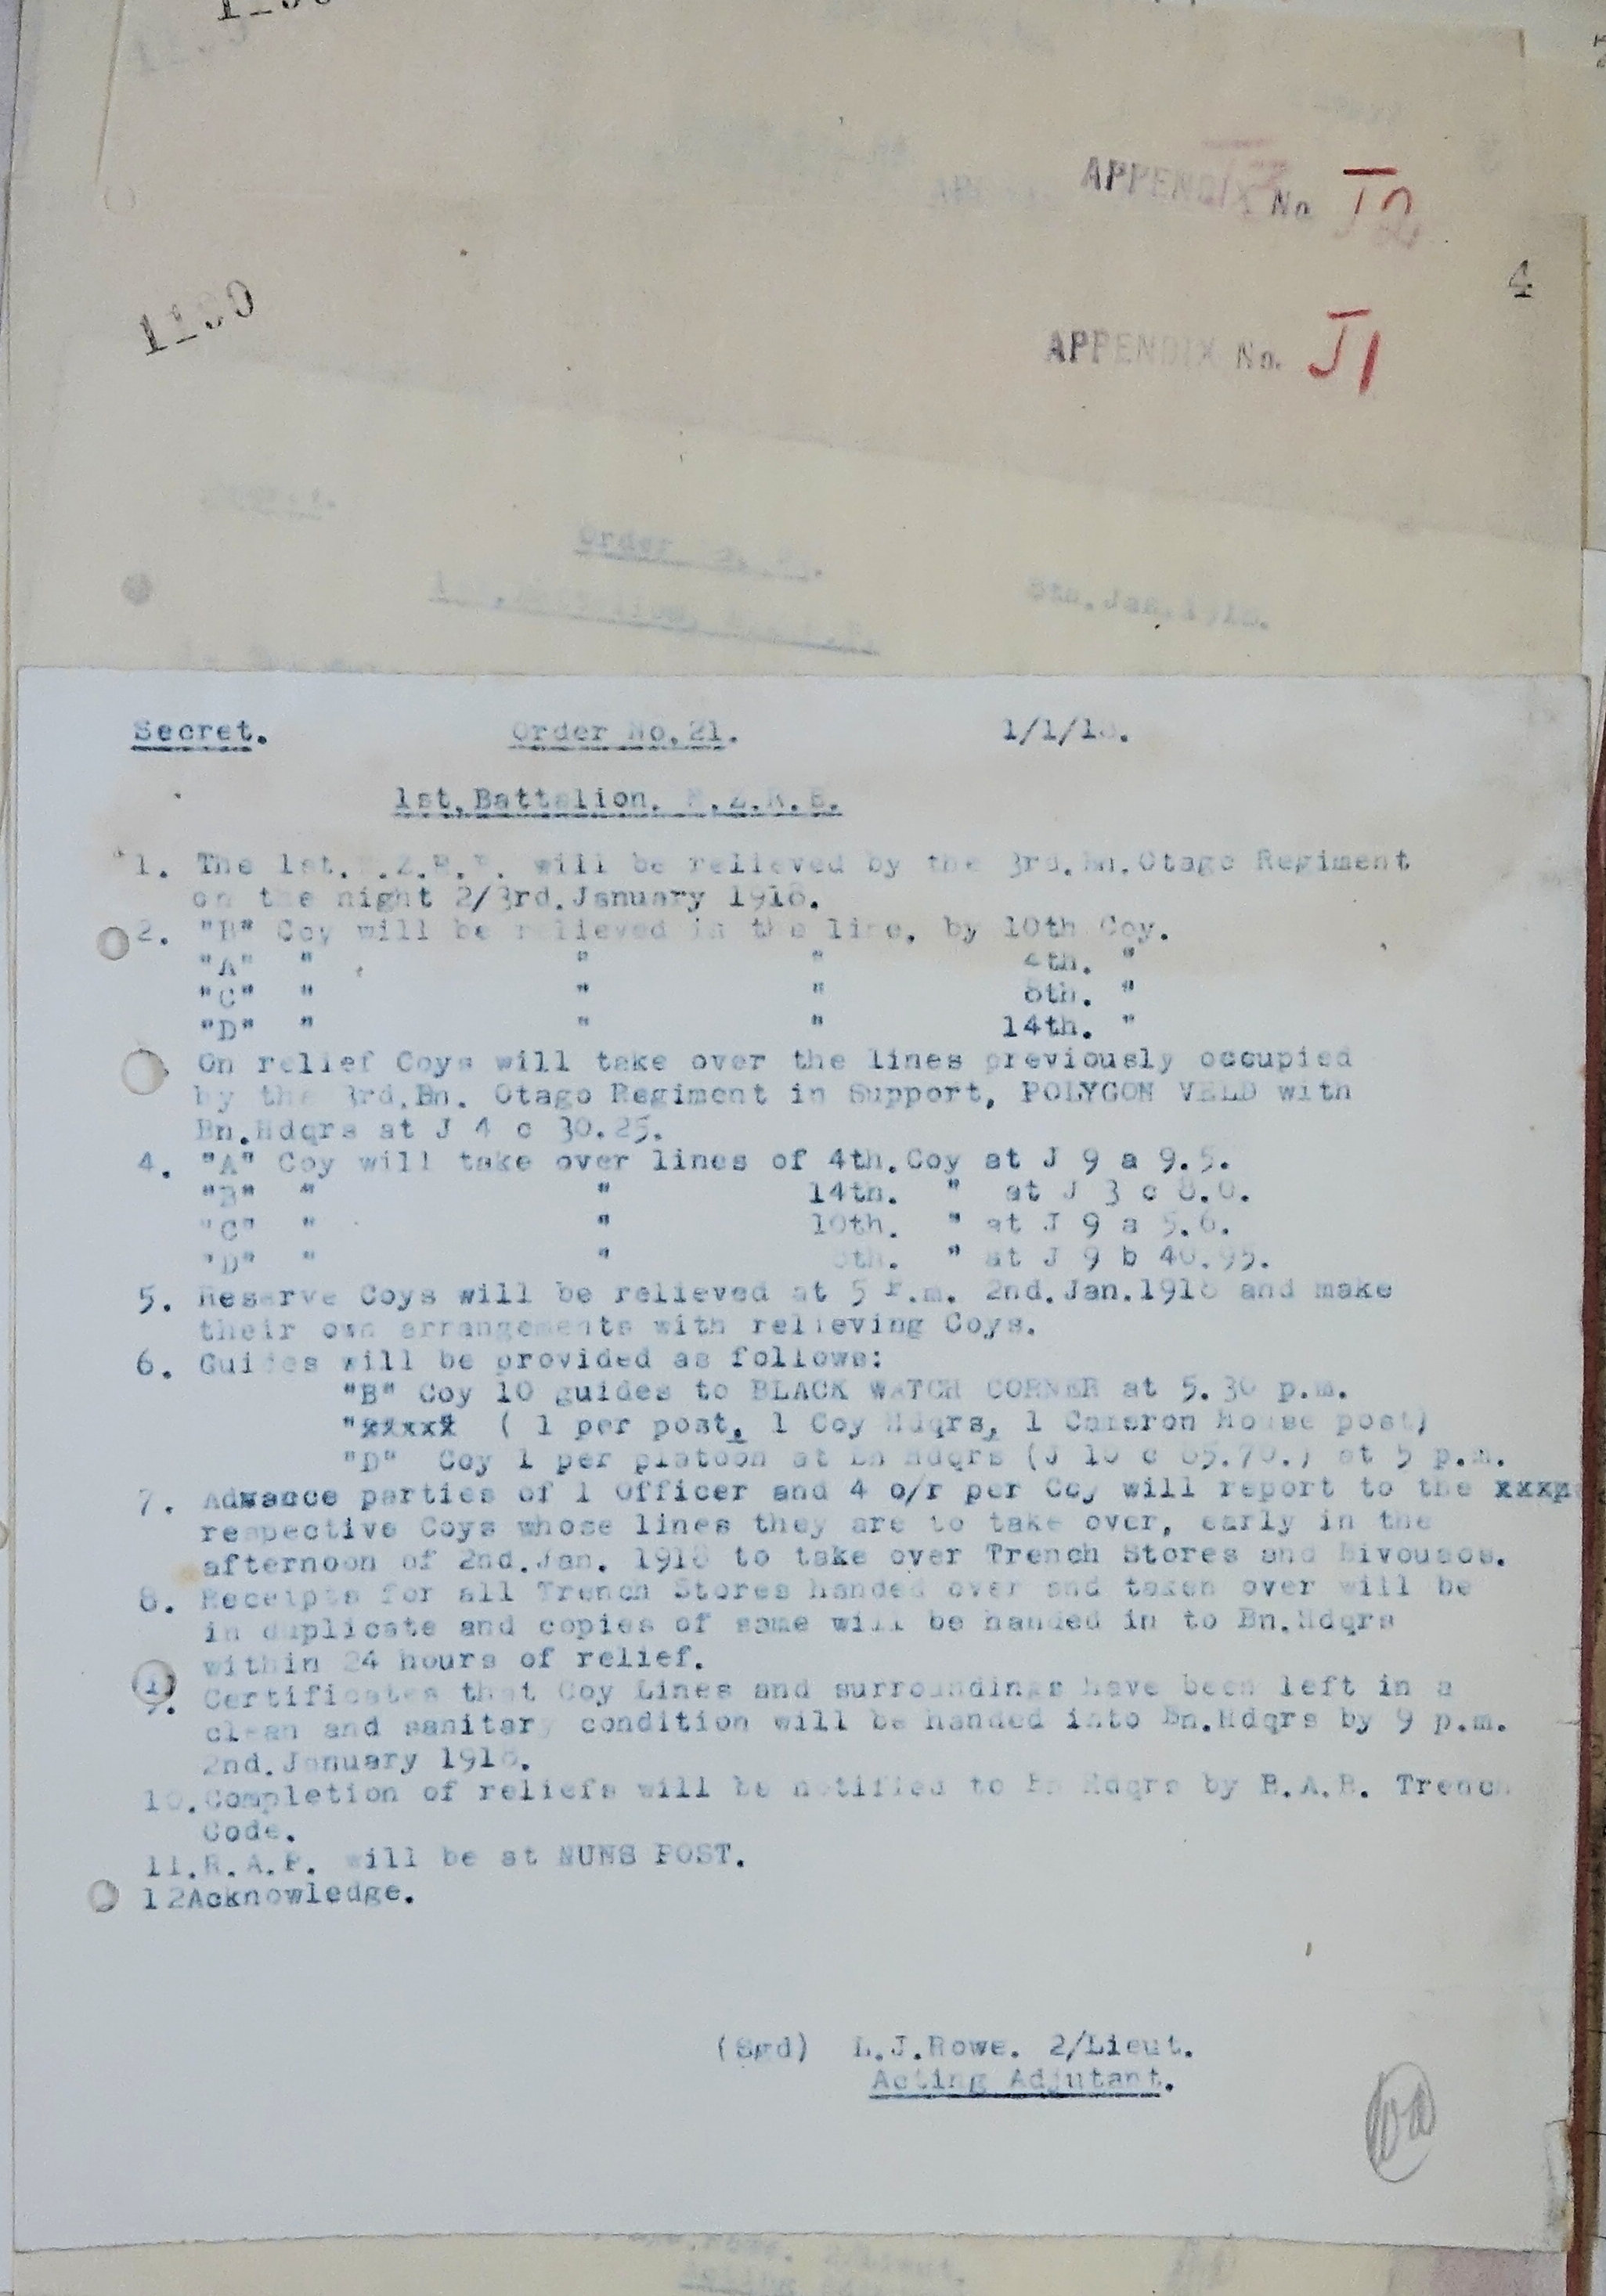 APPENDIX No. J2
4
1190
APPENDIX No. J1
Order
Secret. Order No.21. 1/1/18.
1st.Battalion. N.Z.R.B.
1. The 1st. N.Z.R.B. will be relieved by the 3rd.Bn.Otago Regiment
on the night 2/3rd.January 1918.
2. "B" Coy will be relieved in the line, by 10th Coy.
"A" " " " 4th. "
"C" " " " 8th. "
"D" " " " 14th. "
On relief Coys will take over the lines previously occupied
by the 3rd.Bn. Otago Regiment in Support, POLYGON VELD with
Bn.Hdqrs at J 4 c 30.25.
4. "A" Coy will take over lines of 4th.Coy at J 9 a 9.5.
"B" " " 14th. " at J 3 c 8.0.
"C" " " 10th. " at J 9 a 5.6.
"D" " " 8th. " at J 9 b 40.95.
5. Reserve Coys will be relieved at 5 P.m. 2nd.Jan.1918 and make
their own arrangements with relieving Coys.
6. Guides will be provided as follows:
"B" Coy 10 guides to BLACK WATCH CORNER at 5.30 p.m.
( 1 per post, 1 Coy Hdqrs, 1 Cameron House post)
"D" Coy 1 per platoon at Bn Hdqrs (J 10 c 65.70.) at 5 p.m.
7. Advance parties of 1 Officer and 4 o/r per Coy will report to the xxxx
respective Coys whose lines they are to take over, early in the
afternoon of 2nd.Jan. 1918 to take over Trench Stores and Bivouacs.
8. Receipts for all Trench Stores handed over and taken over will be
in duplicate and copies of same will be handed in to Bn.Hdqrs
within 24 hours of relief.
9. Certificates that Coy Lines and surroundings have been left in a
clean and sanitary condition will be handed into Bn.Hdqrs by 9 p.m.
2nd.January 1918.
10.Completion of reliefs will be notified to Bn Hdqrs by B.A.B. Trench
Code.
11.R.A.P. will be at NUNS POST.
12Acknowledge.
(Sgd) L.J.Rowe. 2/Lieut.
Acting Adjutant.